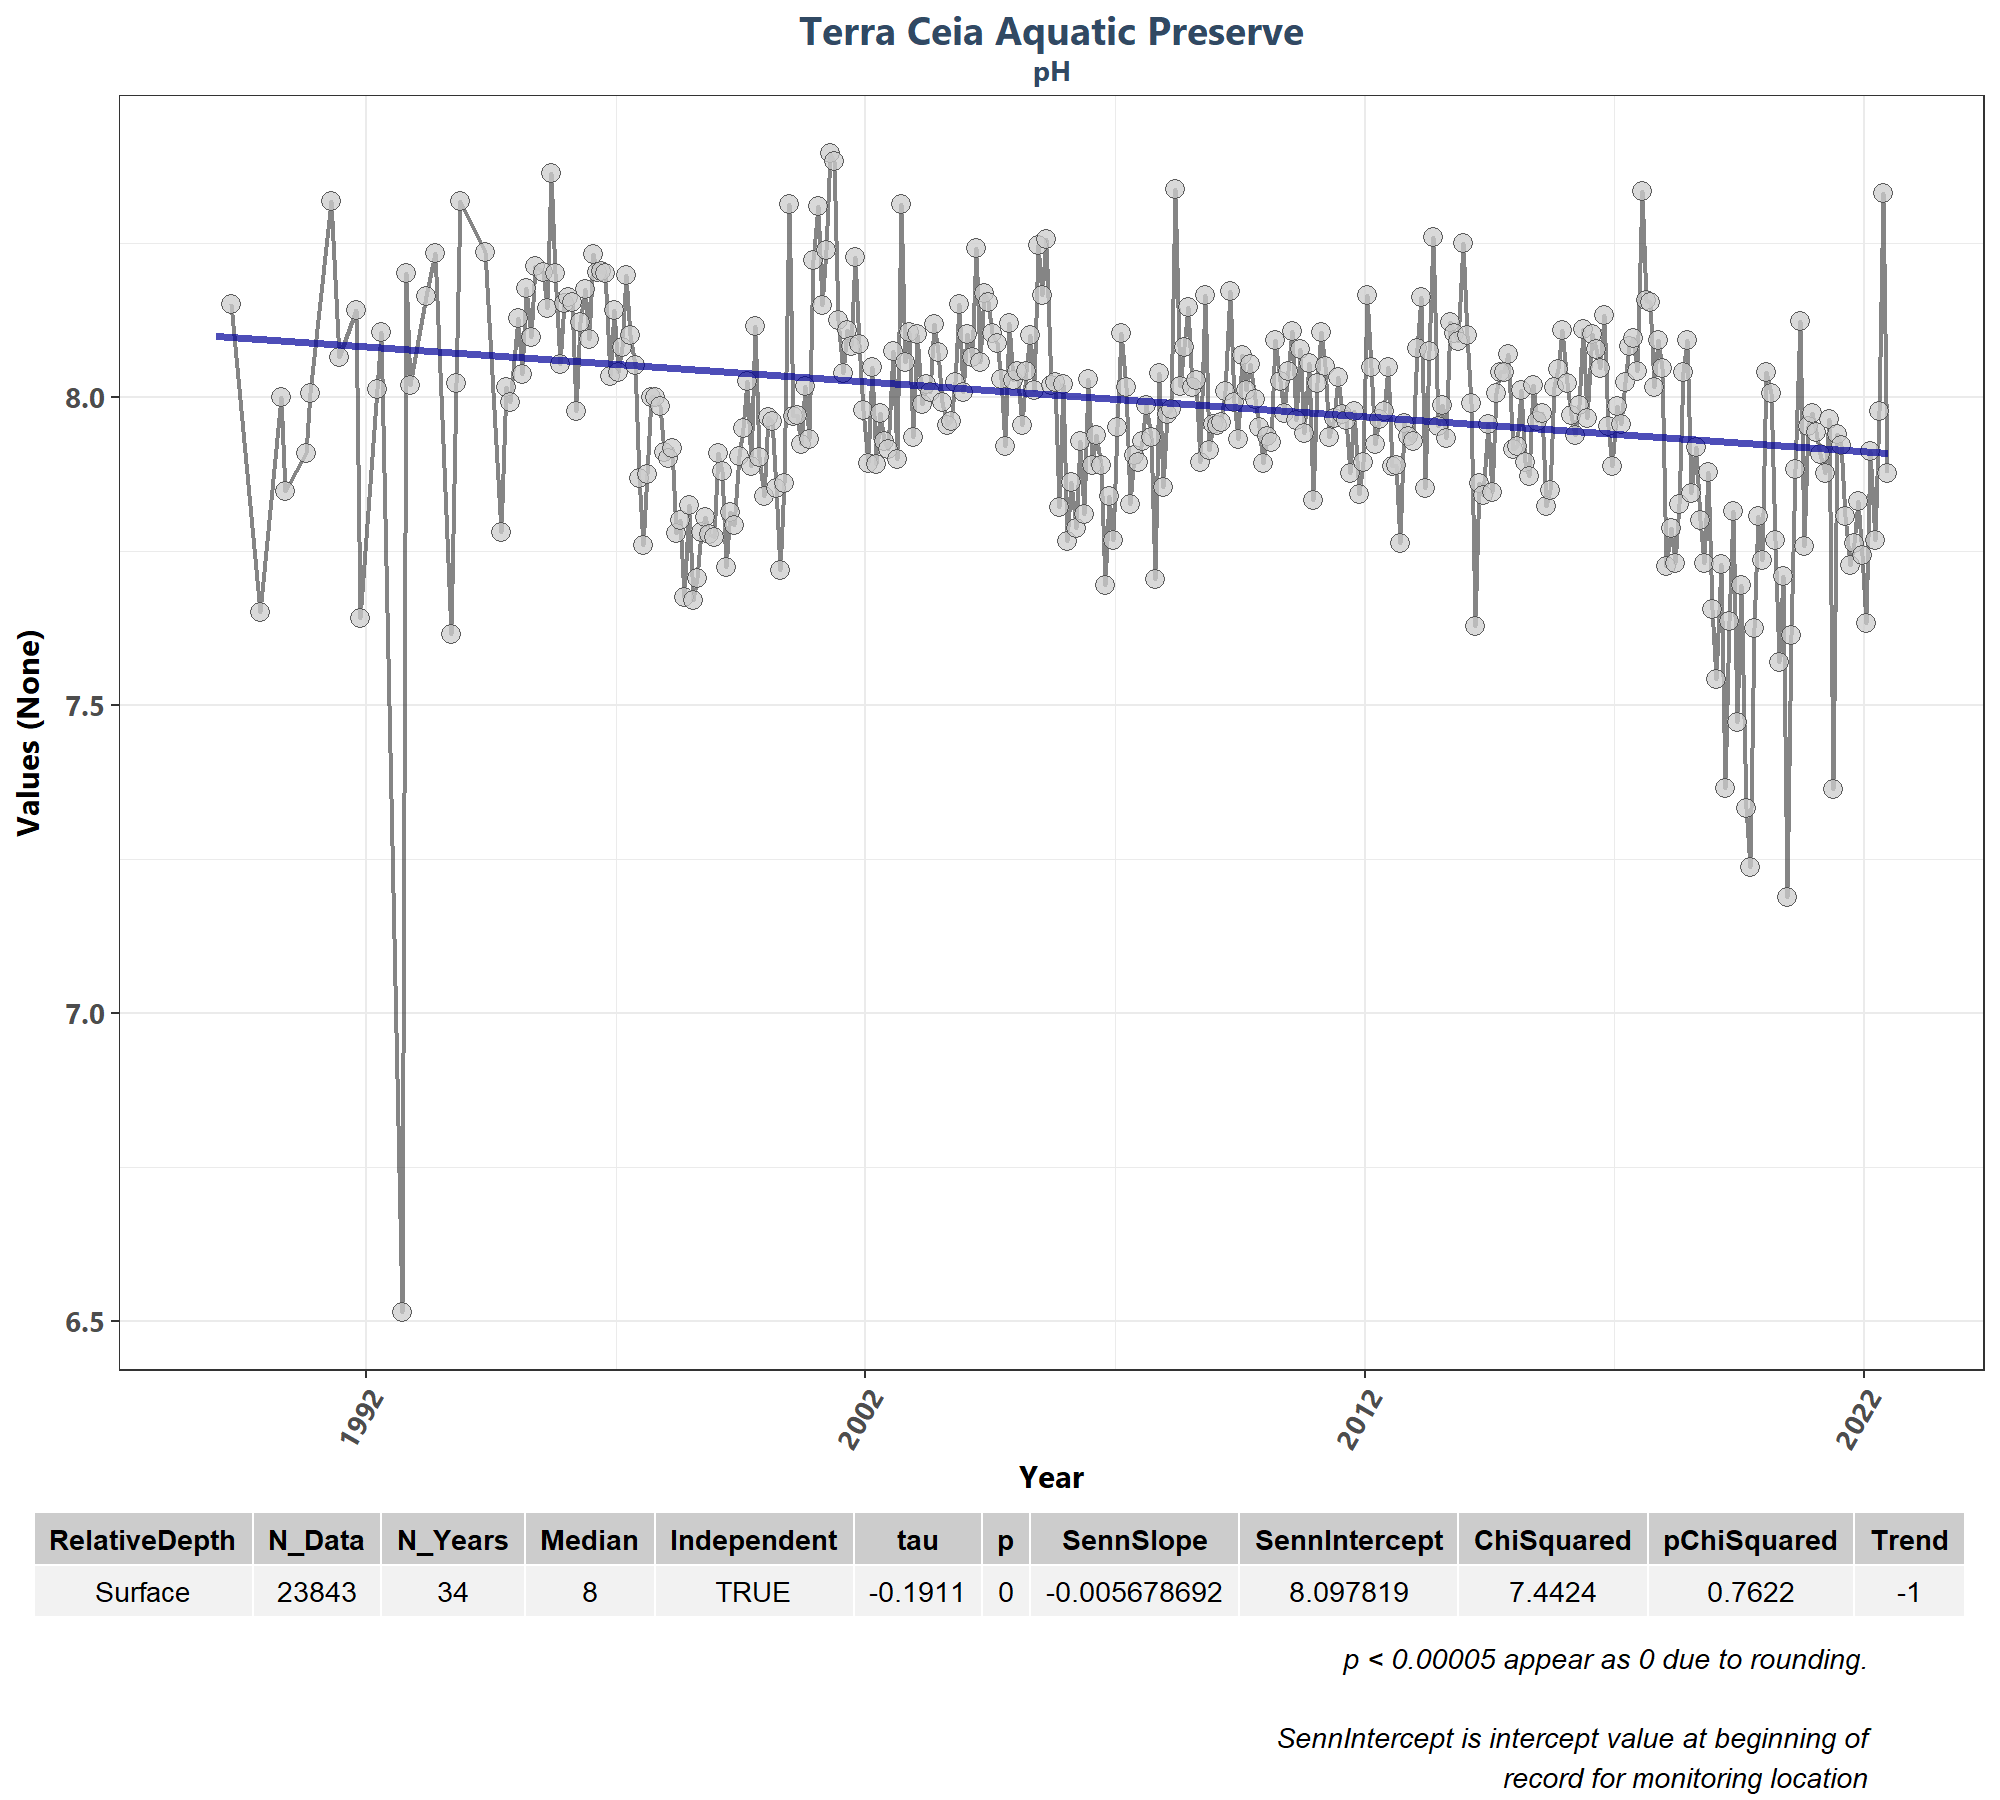 Terra Ceia Aquatic Preserve
pH
Values (None)
8.0
7.5
7.0
6.5
1992
2002
2012
2022
Year
RelativeDepth N_Data N_Years Median Independent tau p SennSlope SennIntercept ChiSquared pChiSquared Trend
Surface 23843 34 8 TRUE -0.1911 0 -0.005678692 8.097819 7.4424 0.7622 -1
p < 0.00005 appear as 0 due to rounding.
SennIntercept is intercept value at beginning of
record for monitoring location